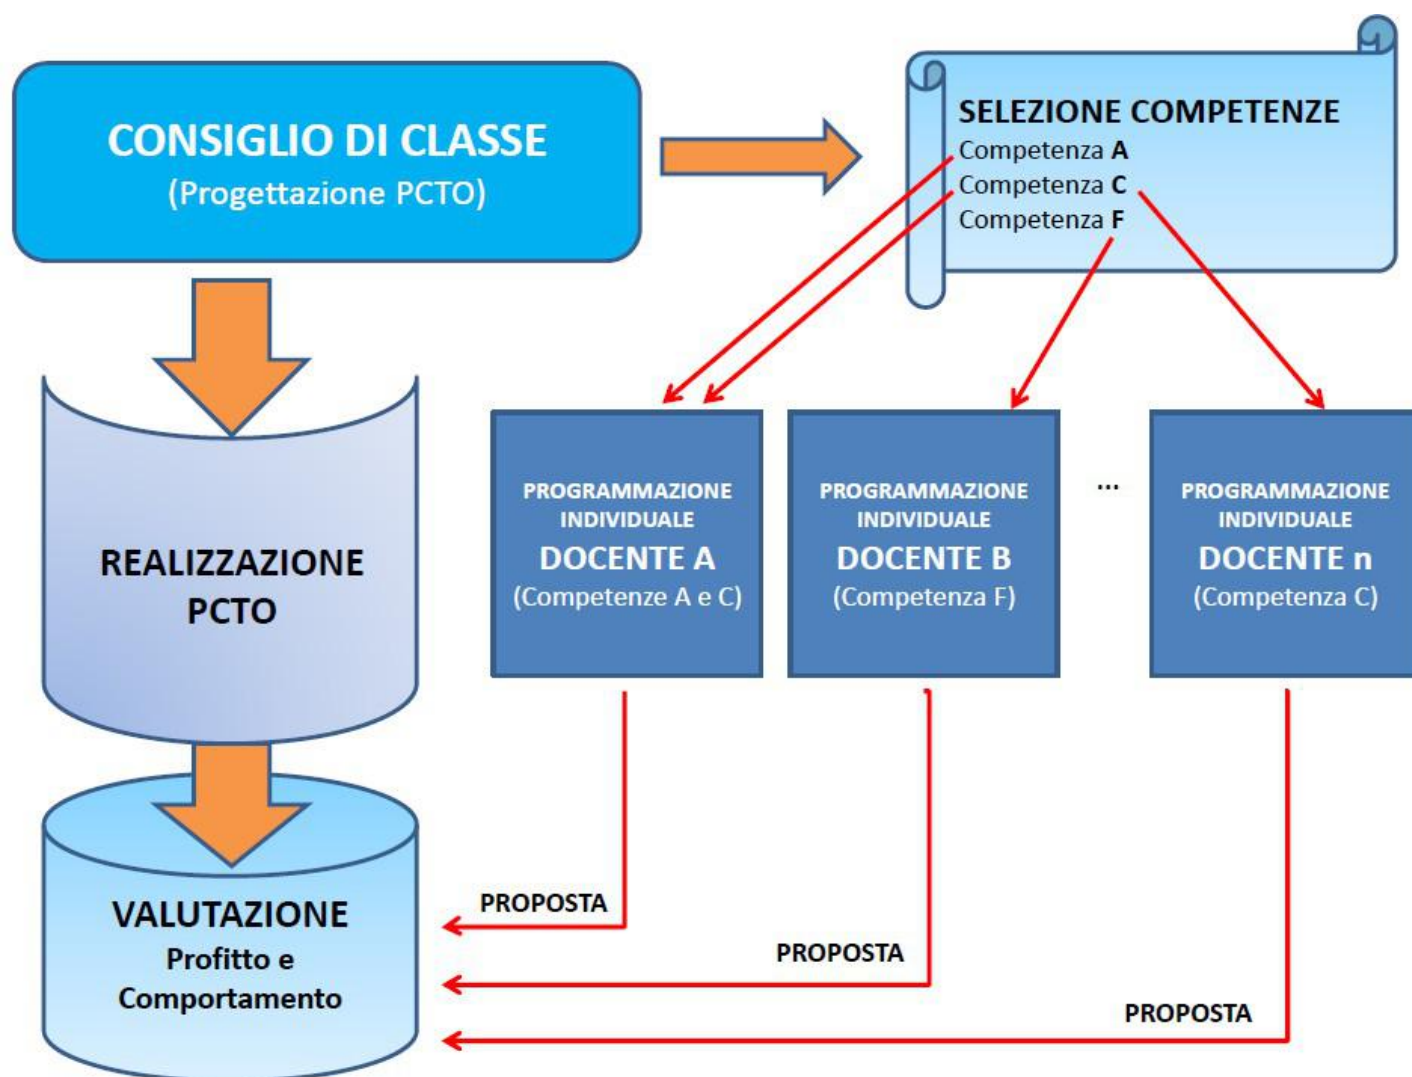 CONSIGLIO DI CLASSE
(Progettazione PCTO)
SELEZIONE COMPETENZE
Competenza A
Competenza C
Competenza F
REALIZZAZIONE
PCTO
PROGRAMMAZIONE
INDIVIDUALE
DOCENTE A
(Competenze A e C)
PROGRAMMAZIONE
INDIVIDUALE
DOCENTE B
(Competenza F)
...
PROGRAMMAZIONE
INDIVIDUALE
DOCENTE n
(Competenza C)
VALUTAZIONE
Profitto e
Comportamento
PROPOSTA
PROPOSTA
PROPOSTA